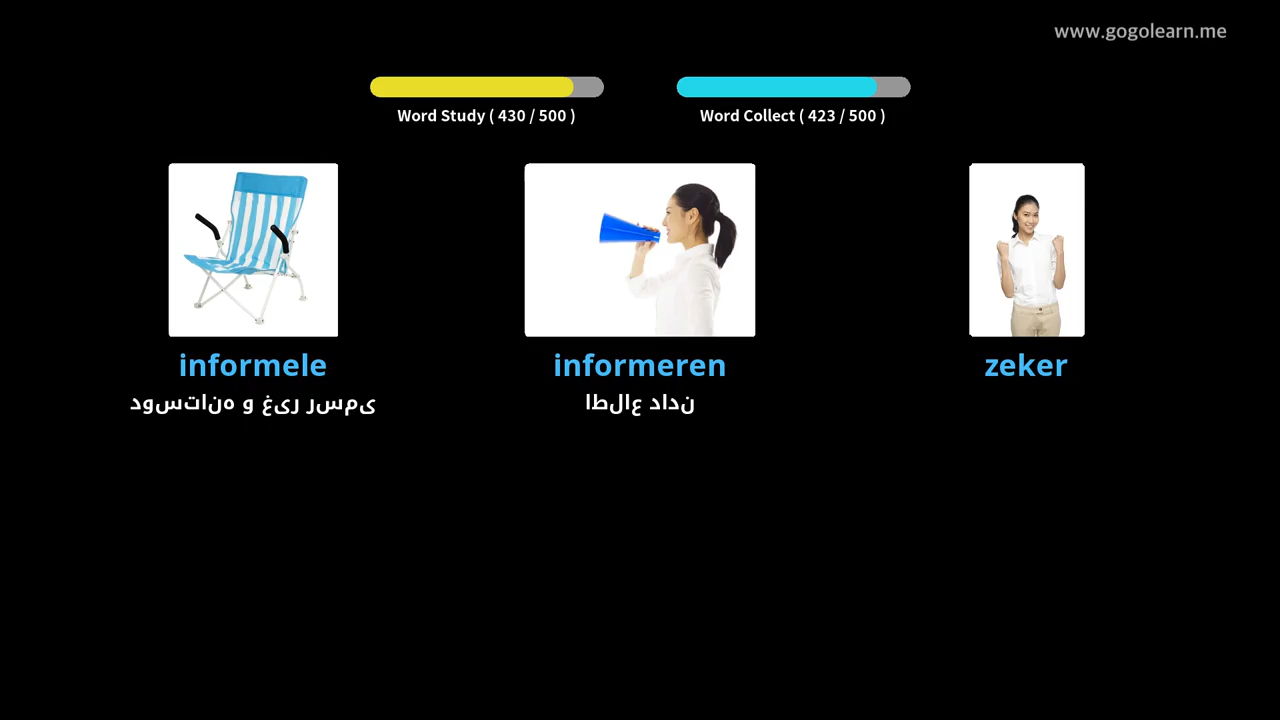 www.gogolearn.me
Word Study ( 430 / 500 )
Word Collect ( 423 / 500 )
informele
دوستانه و غیر رسمی
informeren
اطلاع دادن
zeker